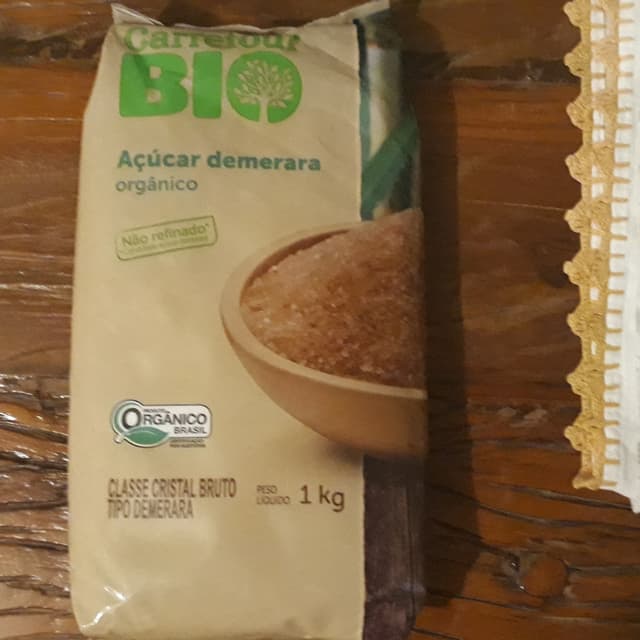 Carrefour
BIO
Açúcar demerara
orgânico
Não refinado*
PRODUTO
ORGÂNICO
BRASIL
CLASSE CRISTAL BRUTO
TIPO DEMERARA
PESO
LÍQUIDO 1 kg